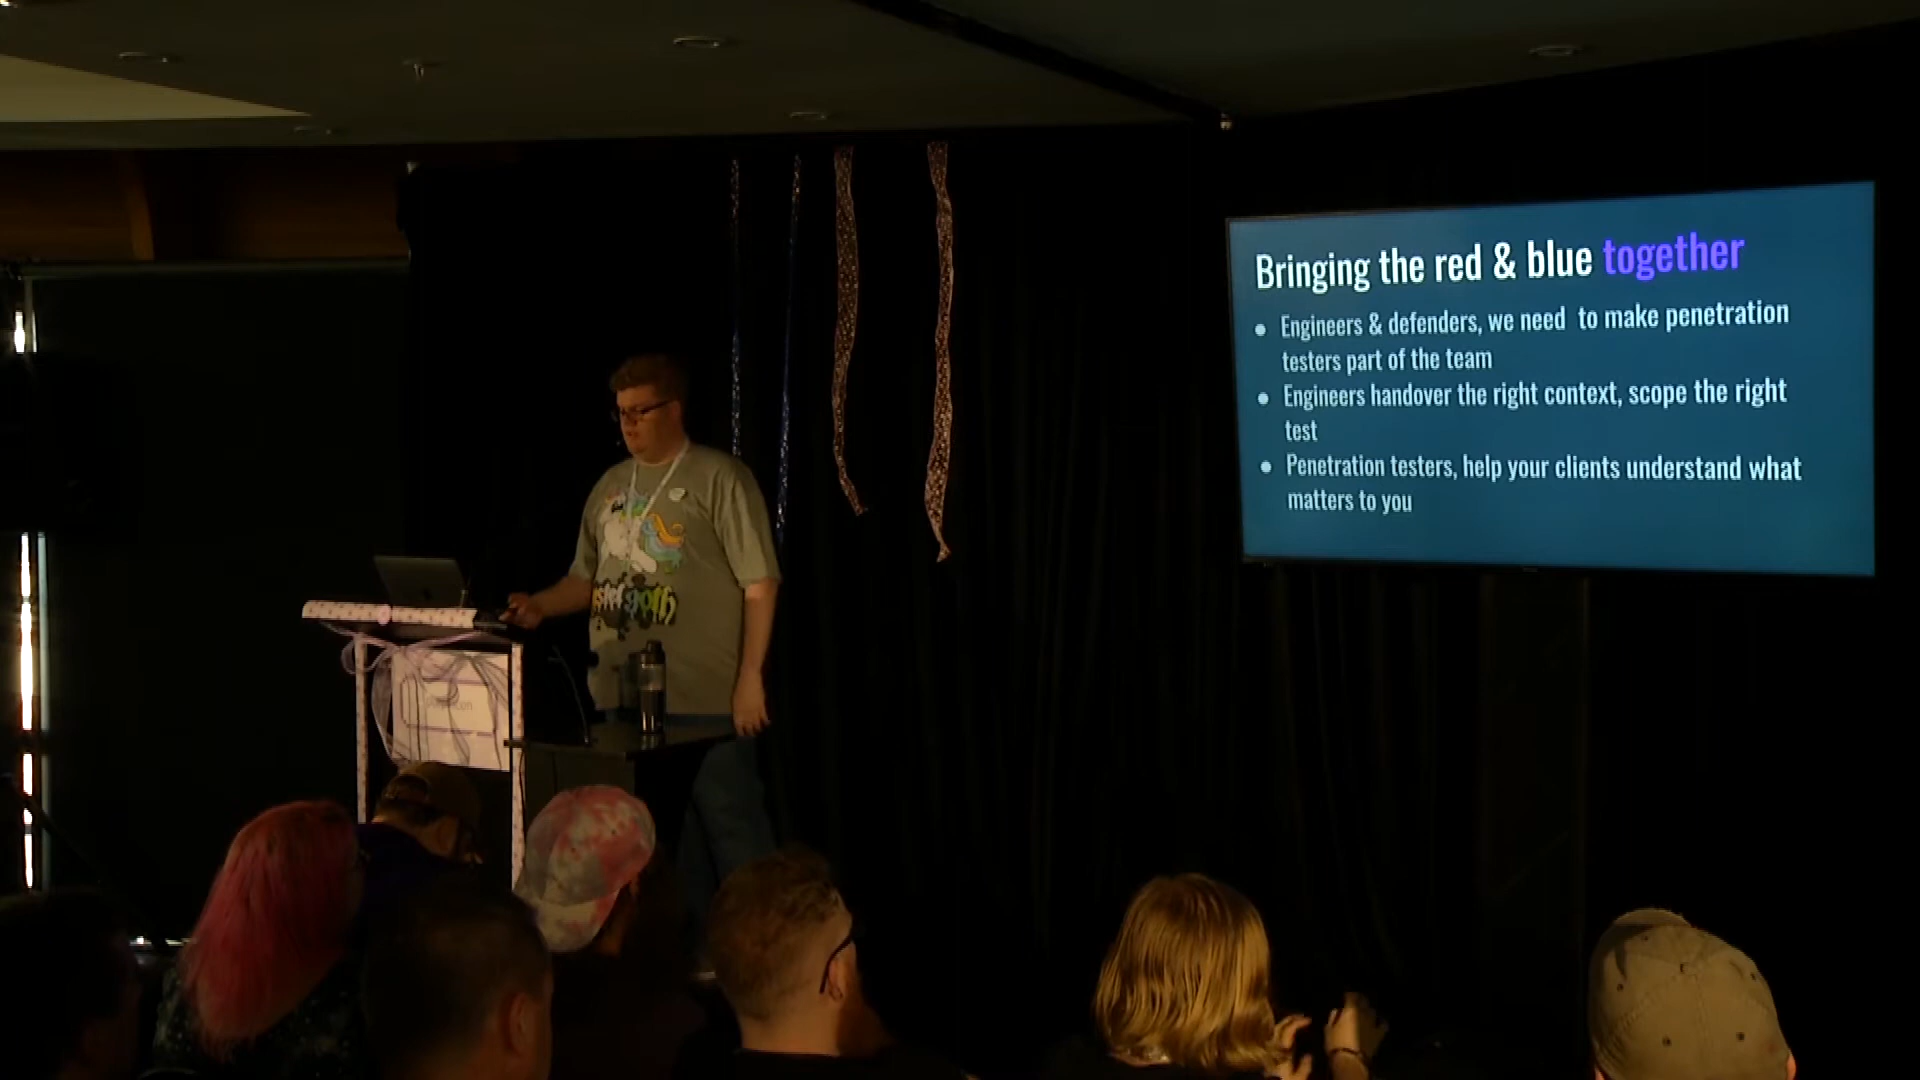 Bringing the red & blue together
● Engineers & defenders, we need to make penetration
testers part of the team
● Engineers handover the right context, scope the right
test
● Penetration testers, help your clients understand what
matters to you
goth